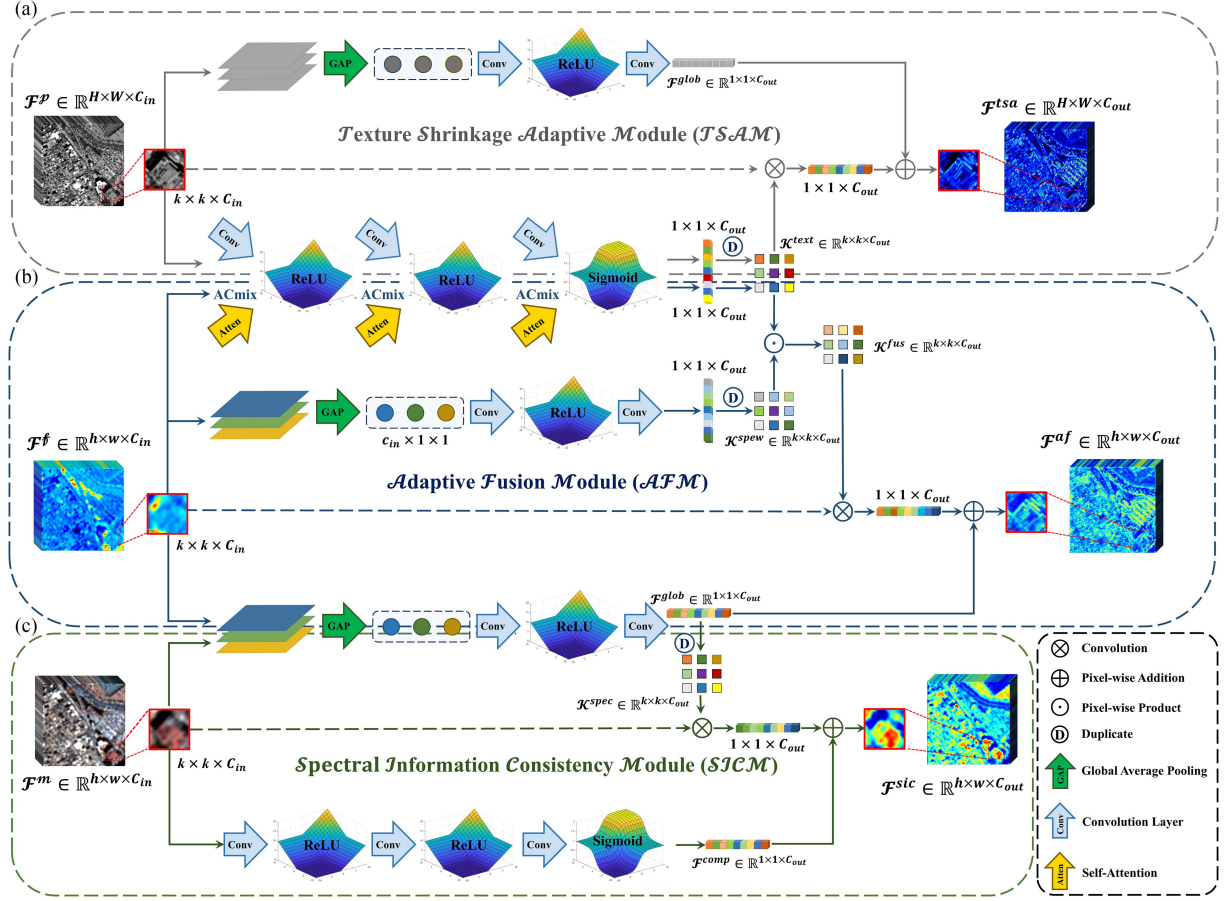 (a)
GAP
Conv
ReLU
Conv
𝓕^glob ∈ ℝ^1×1×C_out
𝓕^p ∈ ℝ^H×W×C_in
𝓕^tsa ∈ ℝ^H×W×C_out
Texture Shrinkage Adaptive Module (TSAM)
k × k × C_in
1 × 1 × C_out
Conv
Conv
Conv
1 × 1 × C_out
D
𝓚^text ∈ ℝ^k×k×C_out
(b)
ReLU
ReLU
Sigmoid
ACmix
ACmix
ACmix
Atten
Atten
Atten
1 × 1 × C_out
𝓚^fus ∈ ℝ^k×k×C_out
1 × 1 × C_out
GAP
Conv
ReLU
Conv
D
c_in × 1 × 1
𝓚^spew ∈ ℝ^k×k×C_out
𝓕^f ∈ ℝ^h×w×C_in
𝓕^af ∈ ℝ^h×w×C_out
Adaptive Fusion Module (AFM)
1 × 1 × C_out
k × k × C_in
𝓕^glob ∈ ℝ^1×1×C_out
(c)
GAP
Conv
ReLU
Conv
D
𝓚^spec ∈ ℝ^k×k×C_out
1 × 1 × C_out
k × k × C_in
𝓕^m ∈ ℝ^h×w×C_in
Spectral Information Consistency Module (SICM)
𝓕^sic ∈ ℝ^h×w×C_out
Conv
ReLU
Conv
ReLU
Conv
Sigmoid
𝓕^comp ∈ ℝ^1×1×C_out
Convolution
Pixel-wise Addition
Pixel-wise Product
D
Duplicate
GAP
Global Average Pooling
Conv
Convolution Layer
Atten
Self-Attention